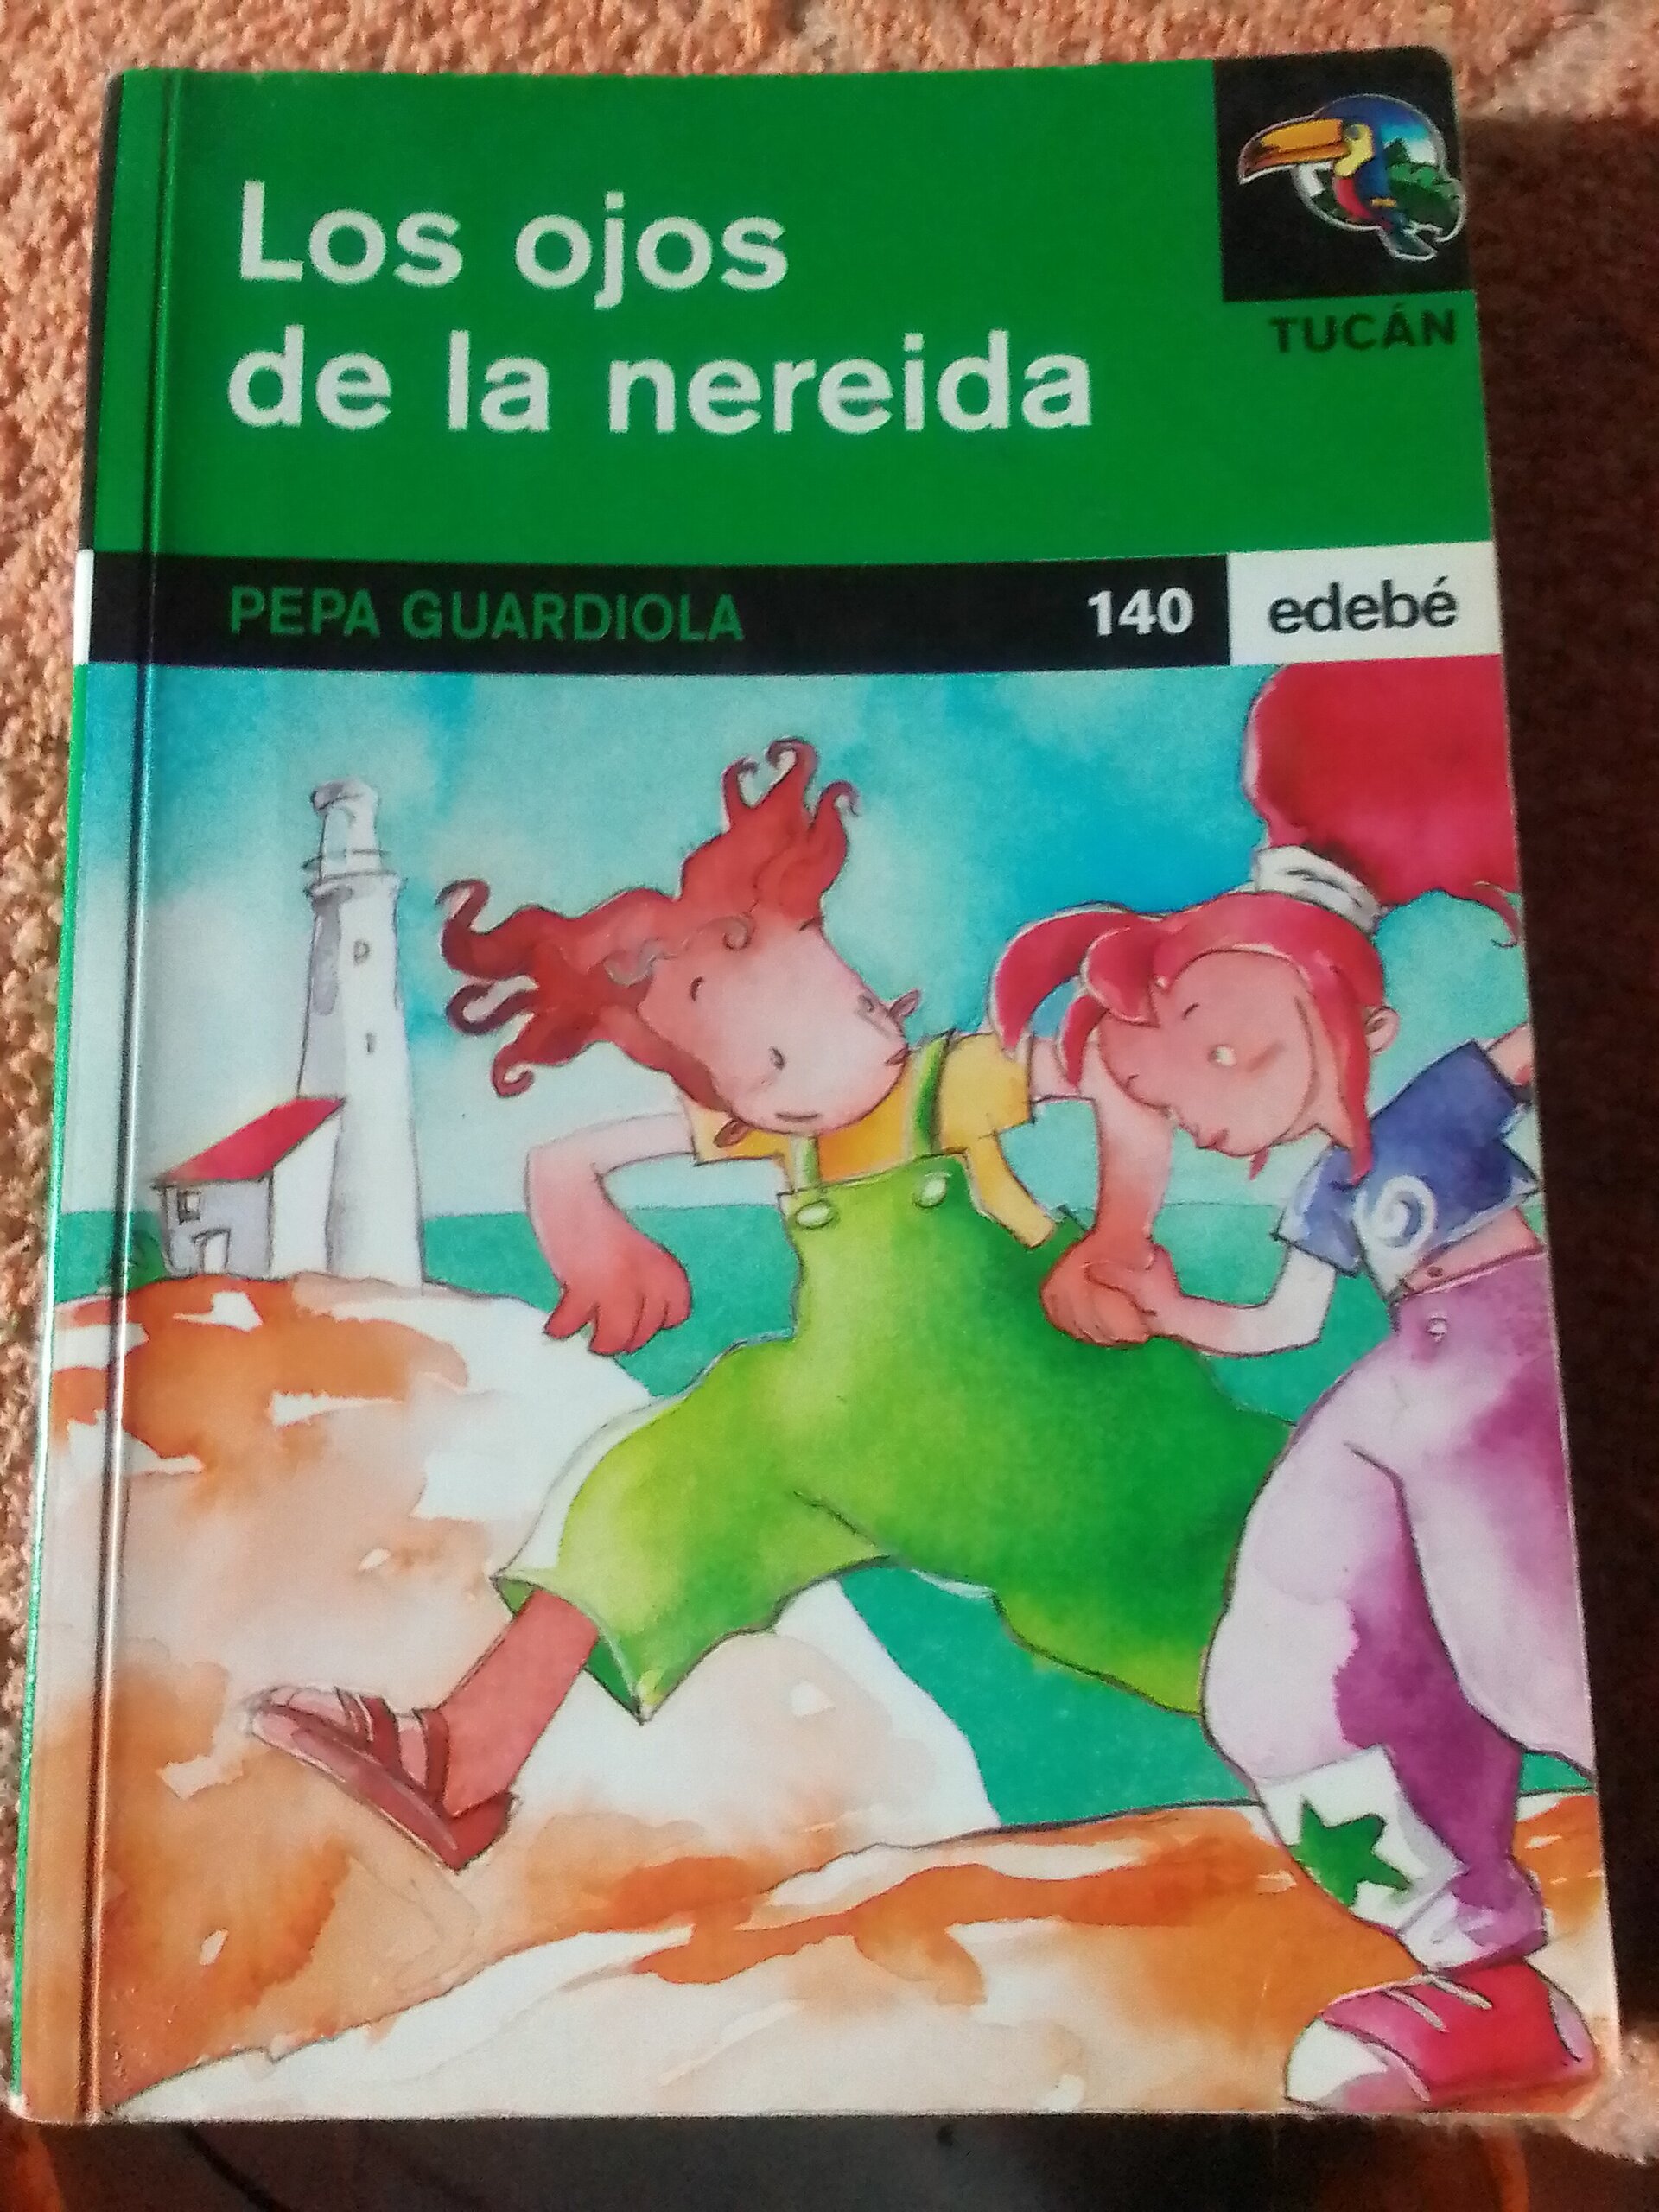 Los ojos
de la nereida
TUCÁN
PEPA GUARDIOLA 140 edebé